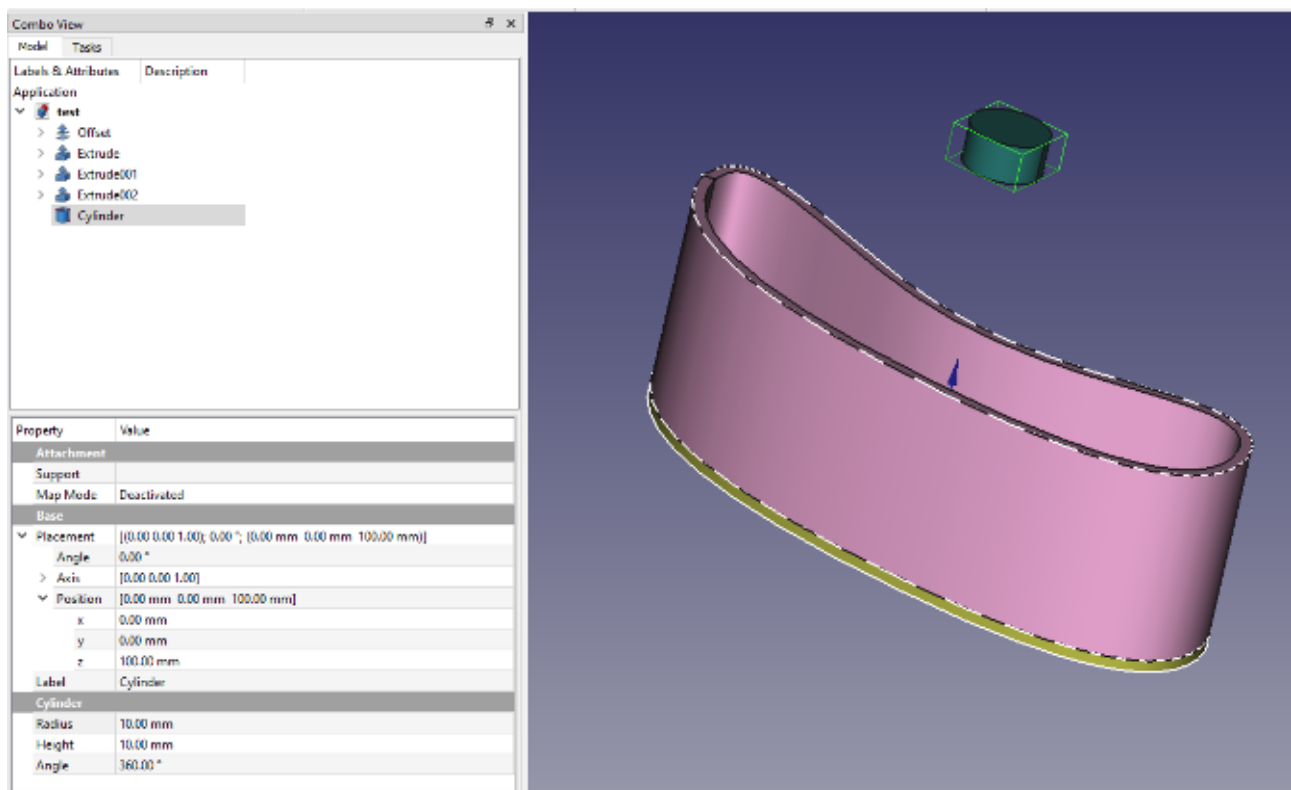 Combo View
Model Tasks
Labels & Attributes Description
Application
test
Offset
Extrude
Extrude001
Extrude002
Cylinder
Property Value
Attachment
Support
Map Mode Deactivated
Base
Placement [(0.00 0.00 1.00); 0.00 °; (0.00 mm 0.00 mm 100.00 mm)]
Angle 0.00 °
Axis [0.00 0.00 1.00]
Position [0.00 mm 0.00 mm 100.00 mm]
x 0.00 mm
y 0.00 mm
z 100.00 mm
Label Cylinder
Cylinder
Radius 10.00 mm
Height 10.00 mm
Angle 360.00 °